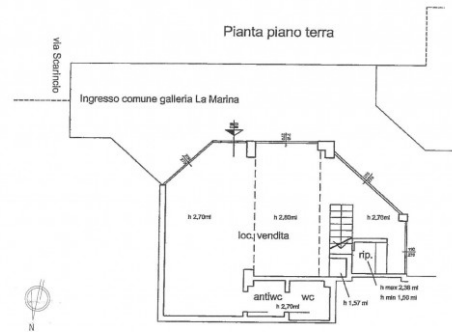 Pianta piano terra
via Scarinolo
Ingresso comune galleria La Marina
h 2,70ml
h 2,80ml
h 2,70ml
loc. vendita
rip.
h max 2,38 ml
h min 1,50 ml
h 1,57 ml
antiwc
wc
h 2,70ml
N